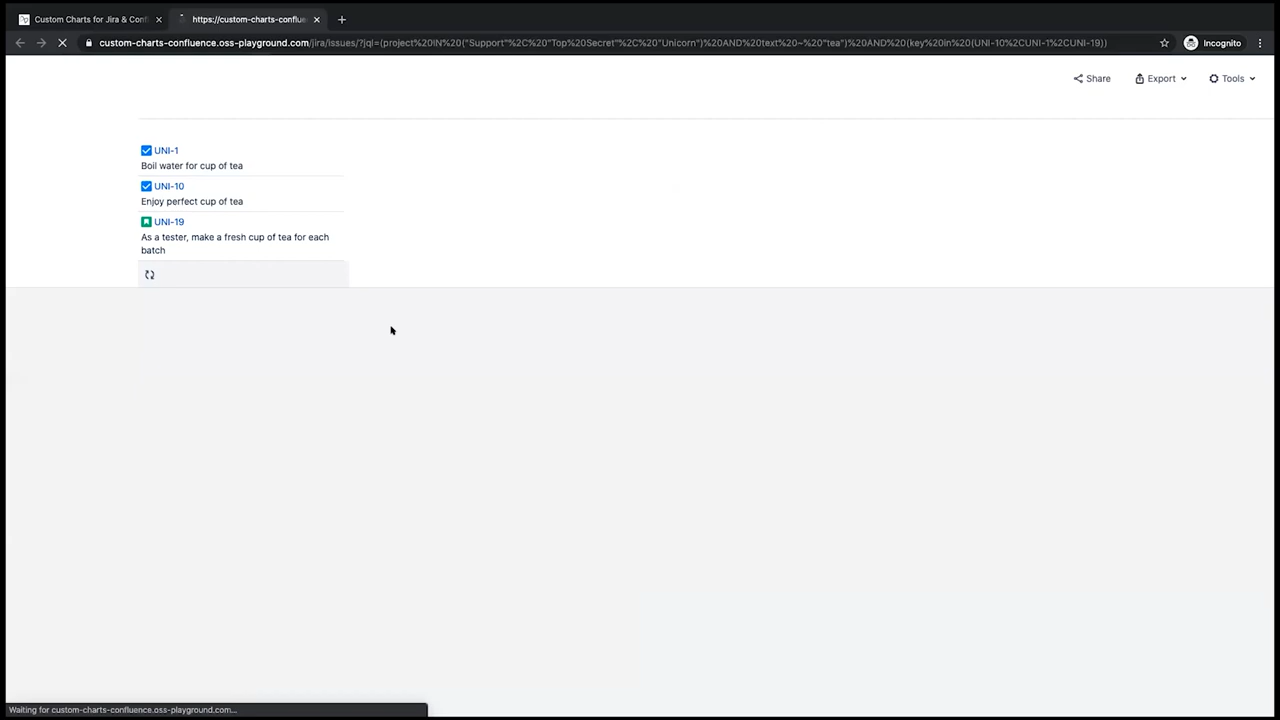 Custom Charts for Jira & Conf
https://custom-charts-conflue
custom-charts-confluence.oss-playground.com/jira/issues/?jql=(project%20IN%20("Support"%2C%20"Top%20Secret"%2C%20"Unicorn")%20AND%20text%20~%20"tea")%20AND%20(key%20in%20(UNI-10%2CUNI-1%2CUNI-19))
Incognito
Share
Export
Tools
UNI-1
Boil water for cup of tea
UNI-10
Enjoy perfect cup of tea
UNI-19
As a tester, make a fresh cup of tea for each
batch
Waiting for custom-charts-confluence.oss-playground.com...